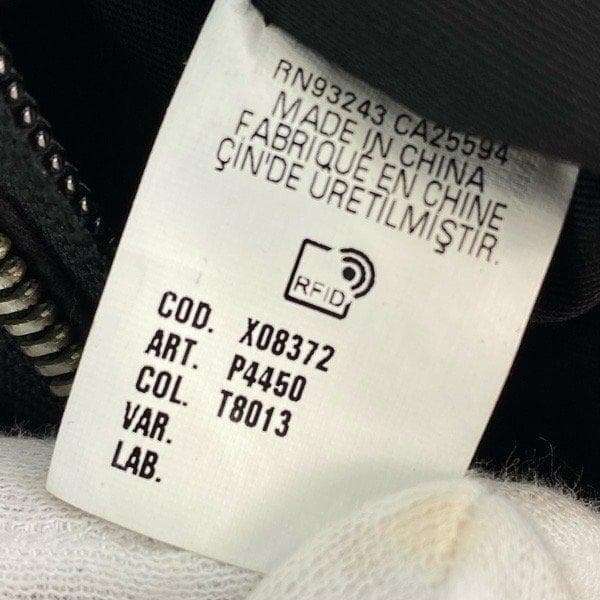 RN93243 CA25594
MADE IN CHINA
FABRIQUE EN CHINE
ÇIN'DE URETILMIŞTIR.
RFID
COD. X08372
ART. P4450
COL. T8013
VAR.
LAB.